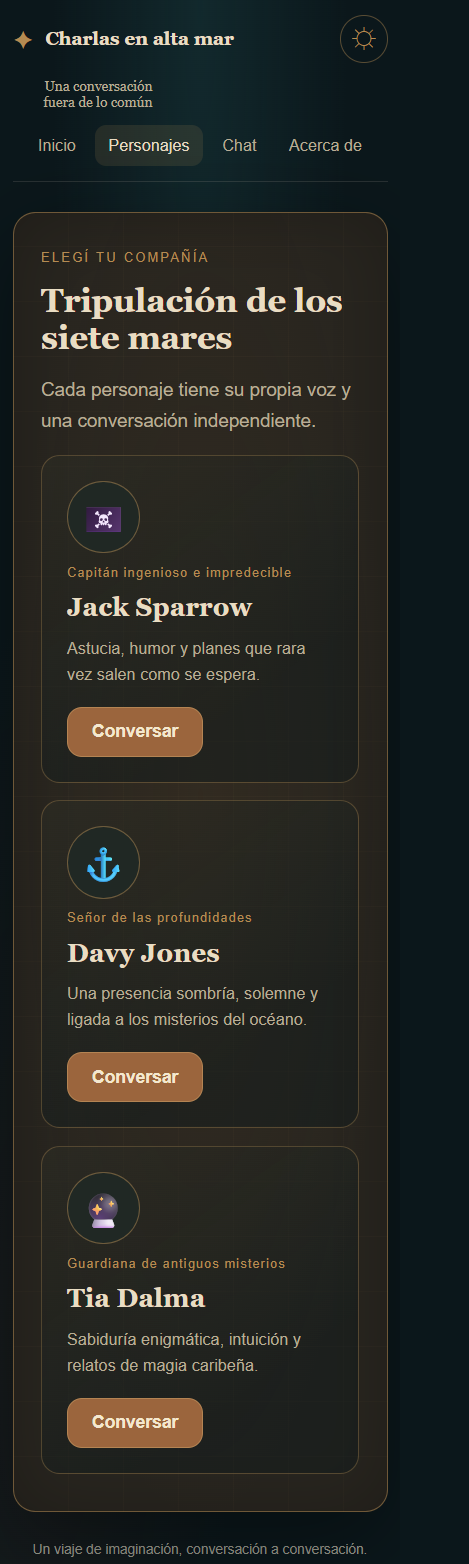 Charlas en alta mar
Una conversación
fuera de lo común
Inicio
Personajes
Chat
Acerca de
ELEGÍ TU COMPAÑÍA
Tripulación de los
siete mares
Cada personaje tiene su propia voz y
una conversación independiente.
Capitán ingenioso e impredecible
Jack Sparrow
Astucia, humor y planes que rara
vez salen como se espera.
Conversar
Señor de las profundidades
Davy Jones
Una presencia sombría, solemne y
ligada a los misterios del océano.
Conversar
Guardiana de antiguos misterios
Tia Dalma
Sabiduría enigmática, intuición y
relatos de magia caribeña.
Conversar
Un viaje de imaginación, conversación a conversación.